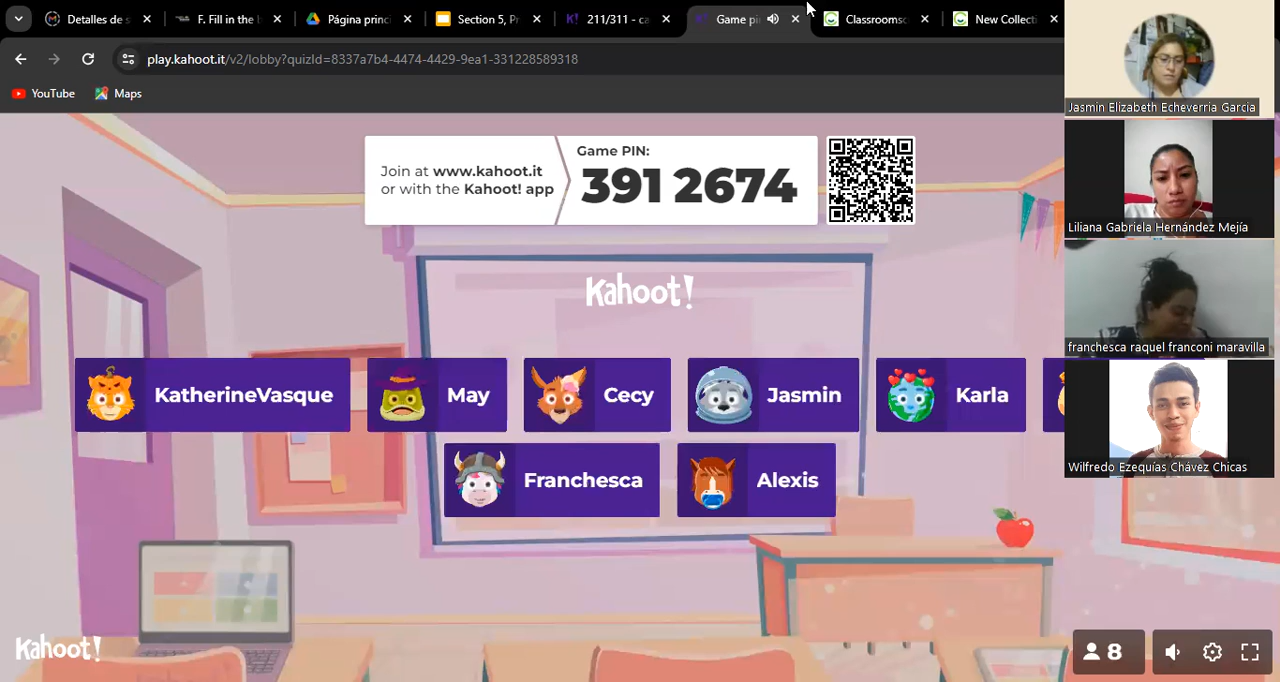 Detalles de s
F. Fill in the b
Página princi
Section 5, Pr
211/311 - ca
Game pi
Classroomsc
New Collecti
play.kahoot.it/v2/lobby?quizId=8337a7b4-4474-4429-9ea1-331228589318
YouTube
Maps
Join at www.kahoot.it
or with the Kahoot! app
Game PIN:
391 2674
Kahoot!
KatherineVasque
May
Cecy
Jasmin
Karla
Franchesca
Alexis
Jasmin Elizabeth Echeverria Garcia
Liliana Gabriela Hernández Mejía
franchesca raquel franconi maravilla
Wilfredo Ezequías Chávez Chicas
Kahoot!
8